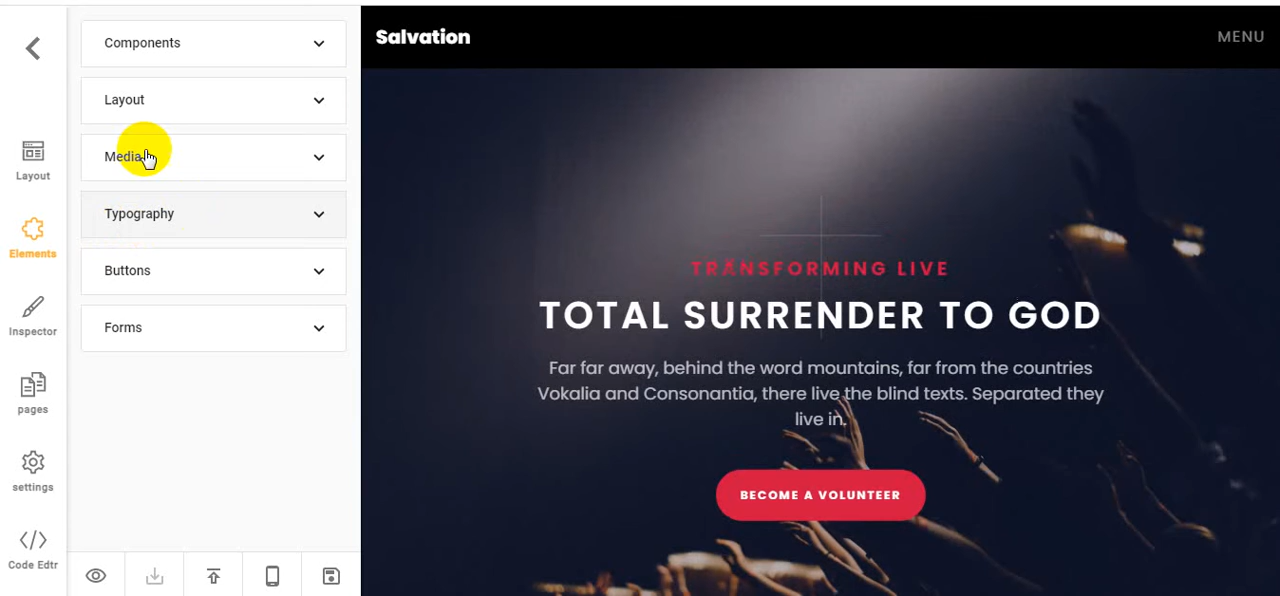 Components
Layout
Media
Typography
Buttons
Forms
Layout
Elements
Inspector
pages
settings
Code Edtr
Salvation
MENU
TRANSFORMING LIVE
TOTAL SURRENDER TO GOD
Far far away, behind the word mountains, far from the countries
Vokalia and Consonantia, there live the blind texts. Separated they
live in.
BECOME A VOLUNTEER